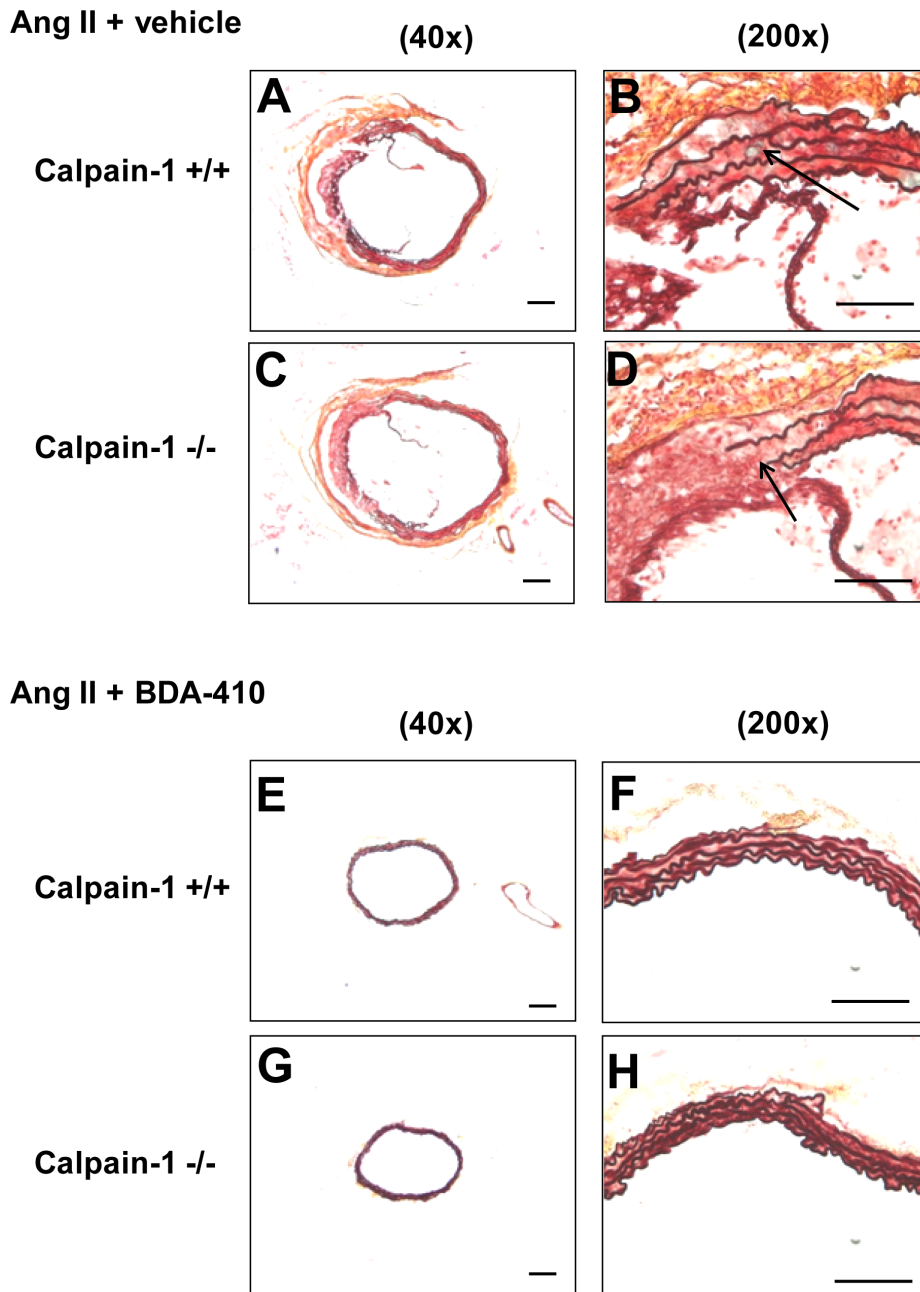 Ang II + vehicle
(40x) (200x)
A B
Calpain-1 +/+
C D
Calpain-1 -/-
Ang II + BDA-410
(40x) (200x)
E F
Calpain-1 +/+
G H
Calpain-1 -/-